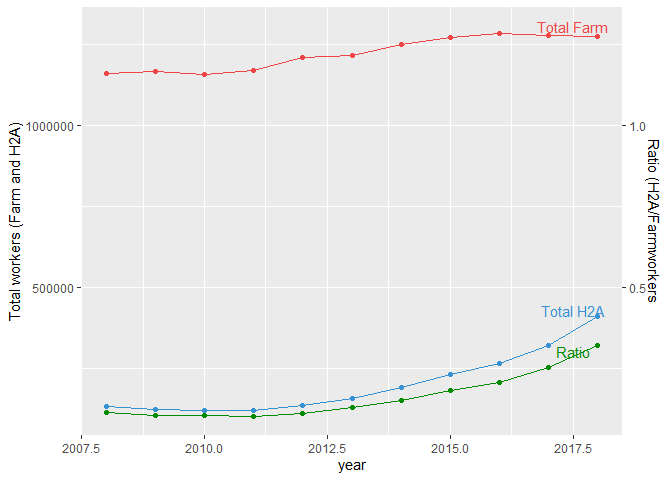 Total Farm
Total workers (Farm and H2A)
1000000
1.0
Ratio (H2A/Farmworkers
500000
0.5
Total H2A
Ratio
2007.5
2010.0
2012.5
2015.0
2017.5
year